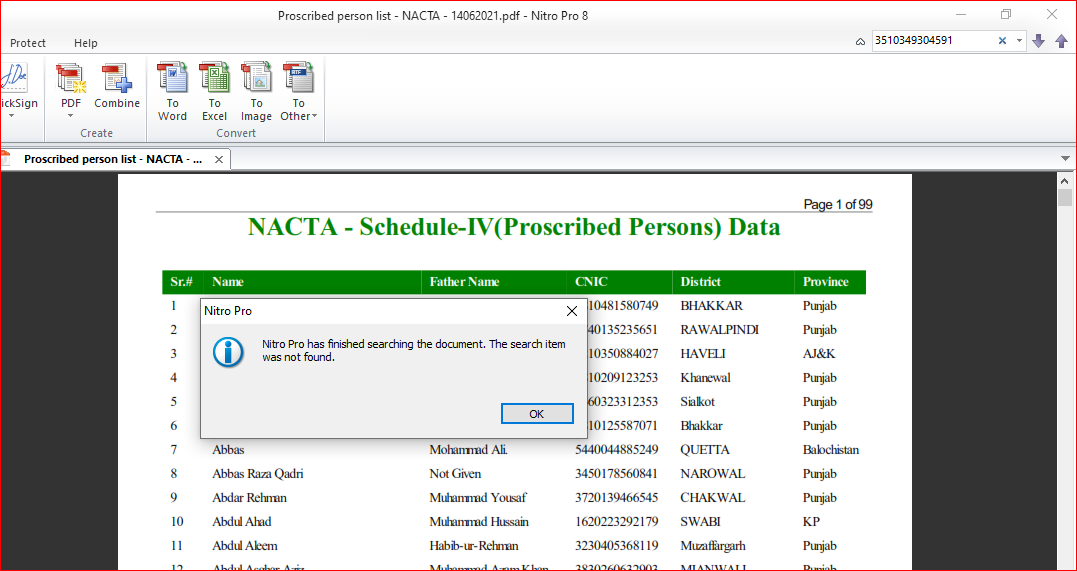 Proscribed person list - NACTA - 14062021.pdf - Nitro Pro 8
Protect Help
3510349304591
ickSign PDF Combine To Word To Excel To Image To Other
Create Convert
Proscribed person list - NACTA - ...
Page 1 of 99
NACTA - Schedule-IV(Proscribed Persons) Data
Sr.# Name Father Name CNIC District Province
1 10481580749 BHAKKAR Punjab
2 40135235651 RAWALPINDI Punjab
3 10350884027 HAVELI AJ&K
4 10209123253 Khanewal Punjab
5 60323312353 Sialkot Punjab
6 10125587071 Bhakkar Punjab
Nitro Pro
Nitro Pro has finished searching the document. The search item
was not found.
OK
7 Abbas Mohammad Ali. 5440044885249 QUETTA Balochistan
8 Abbas Raza Qadri Not Given 3450178560841 NAROWAL Punjab
9 Abdar Rehman Muhammad Yousaf 3720139466545 CHAKWAL Punjab
10 Abdul Ahad Muhammad Hussain 1620223292179 SWABI KP
11 Abdul Aleem Habib-ur-Rehman 3230405368119 Muzaffargarh Punjab
12 Abdul Asghar Aziz Muhammad Azam Khan 3830260632903 MIANWALI Punjab